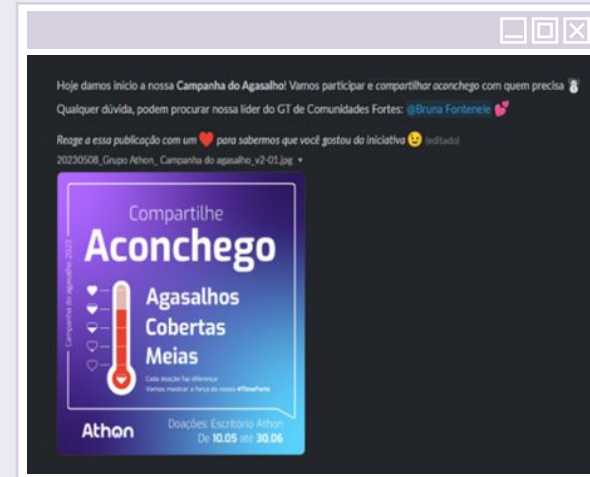 Hoje damos início a nossa Campanha do Agasalho! Vamos participar e compartilhar aconchego com quem precisa
Qualquer dúvida, podem procurar nossa líder do GT de Comunidades Fortes: @Bruna Fontenele 💕
Reage a essa publicação com um ❤️ para sabermos que você gostou da iniciativa 😉 (editado)
20230508_Grupo Athon_ Campanha do agasalho_v2-01.jpg
Campanha do agasalho 2023
Compartilhe
Aconchego
Agasalhos
Cobertas
Meias
Cada doação faz diferença
Vamos mostrar a força do nosso #TimeForte
Athon
Doações: Escritório Athon
De 10.05 até 30.06